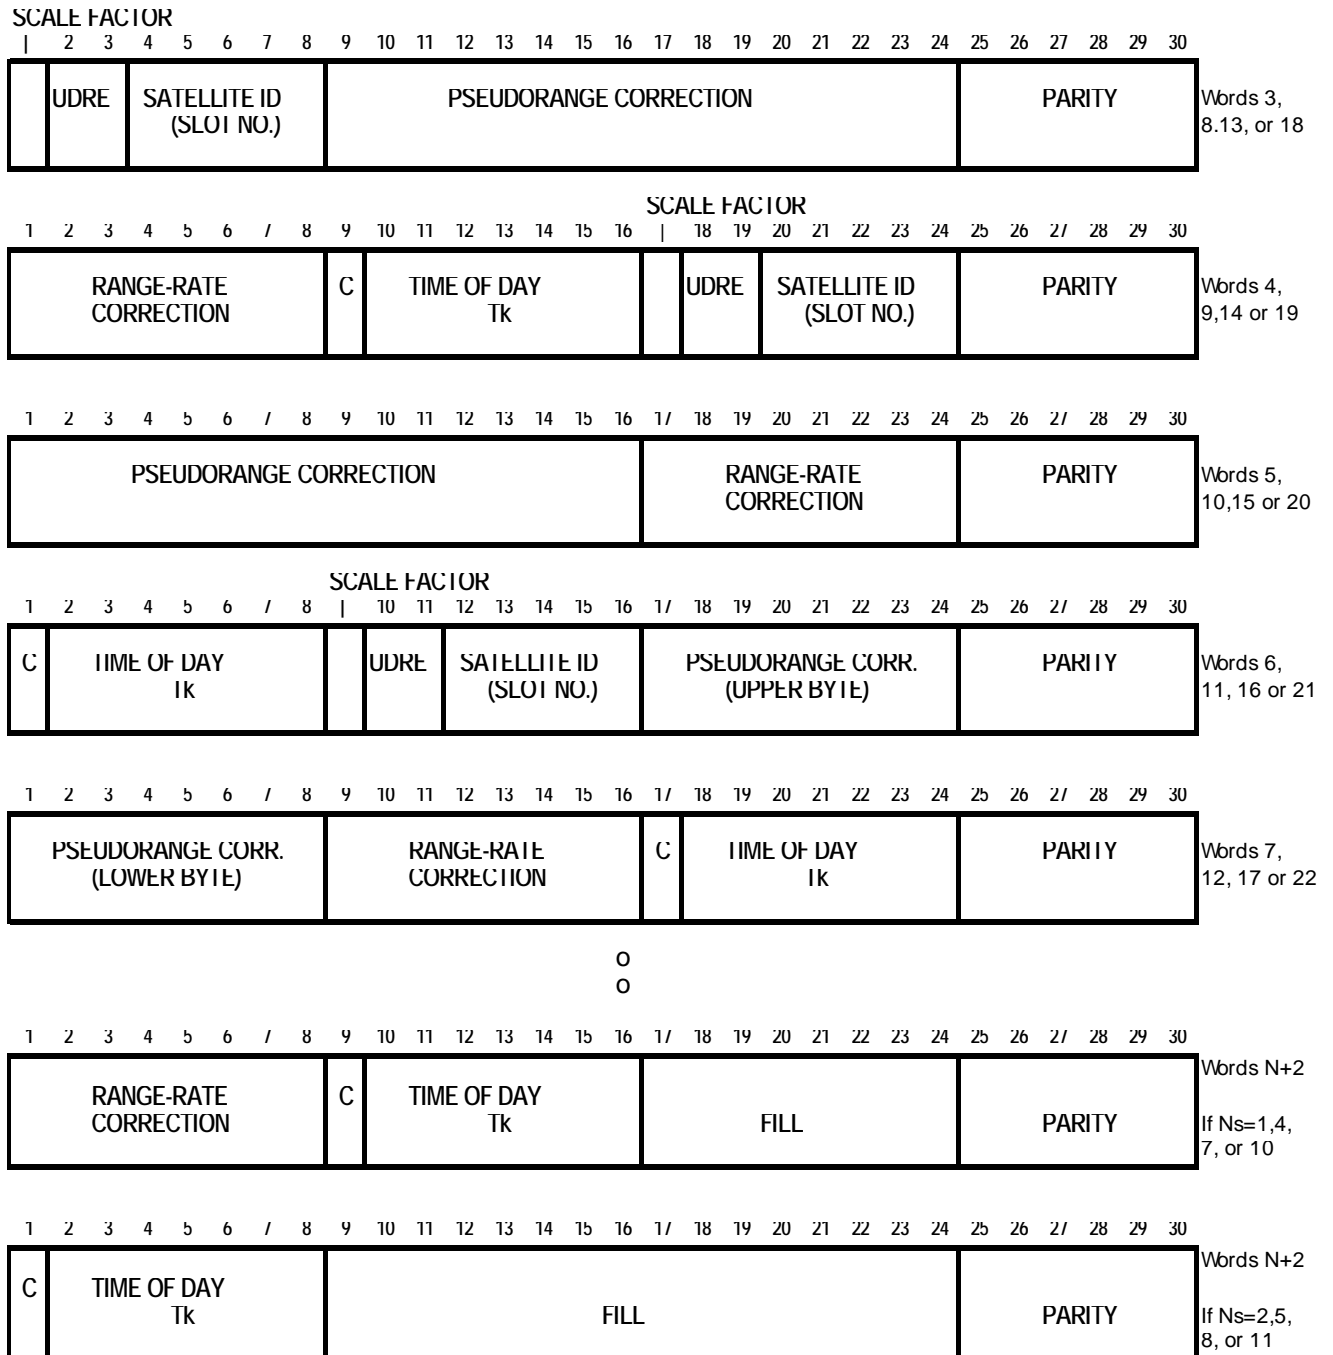 SCALE FACTOR
| 2 3 4 5 6 7 8 9 10 11 12 13 14 15 16 17 18 19 20 21 22 23 24 25 26 27 28 29 30
UDRE SATELLITE ID PSEUDORANGE CORRECTION PARITY Words 3,
(SLOT NO.) 8.13, or 18
SCALE FACTOR
1 2 3 4 5 6 7 8 9 10 11 12 13 14 15 16 | 18 19 20 21 22 23 24 25 26 27 28 29 30
RANGE-RATE C TIME OF DAY UDRE SATELLITE ID PARITY Words 4,
CORRECTION Tk (SLOT NO.) 9,14 or 19
1 2 3 4 5 6 7 8 9 10 11 12 13 14 15 16 17 18 19 20 21 22 23 24 25 26 27 28 29 30
PSEUDORANGE CORRECTION RANGE-RATE PARITY Words 5,
CORRECTION 10,15 or 20
SCALE FACTOR
1 2 3 4 5 6 7 8 | 10 11 12 13 14 15 16 17 18 19 20 21 22 23 24 25 26 27 28 29 30
C TIME OF DAY UDRE SATELLITE ID PSEUDORANGE CORR. PARITY Words 6,
Tk (SLOT NO.) (UPPER BYTE) 11, 16 or 21
1 2 3 4 5 6 7 8 9 10 11 12 13 14 15 16 17 18 19 20 21 22 23 24 25 26 27 28 29 30
PSEUDORANGE CORR. RANGE-RATE C TIME OF DAY PARITY Words 7,
(LOWER BYTE) CORRECTION Tk 12, 17 or 22
o
o
1 2 3 4 5 6 7 8 9 10 11 12 13 14 15 16 17 18 19 20 21 22 23 24 25 26 27 28 29 30
Words N+2
RANGE-RATE C TIME OF DAY
CORRECTION Tk FILL PARITY If Ns=1,4,
7, or 10
1 2 3 4 5 6 7 8 9 10 11 12 13 14 15 16 17 18 19 20 21 22 23 24 25 26 27 28 29 30
Words N+2
C TIME OF DAY
Tk FILL PARITY If Ns=2,5,
8, or 11